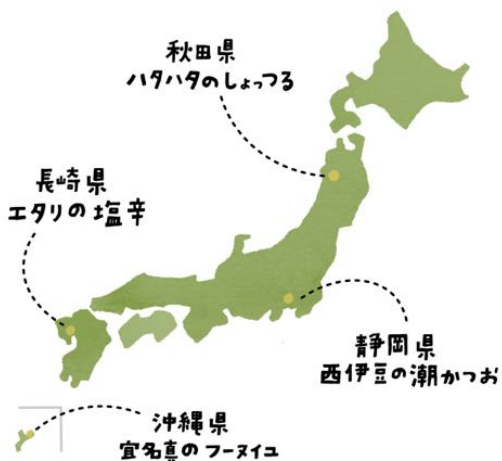 秋田県
ハタハタのしょっつる
長崎県
エタリの塩辛
静岡県
西伊豆の潮かつお
沖縄県
宜名真のフーヌイユ